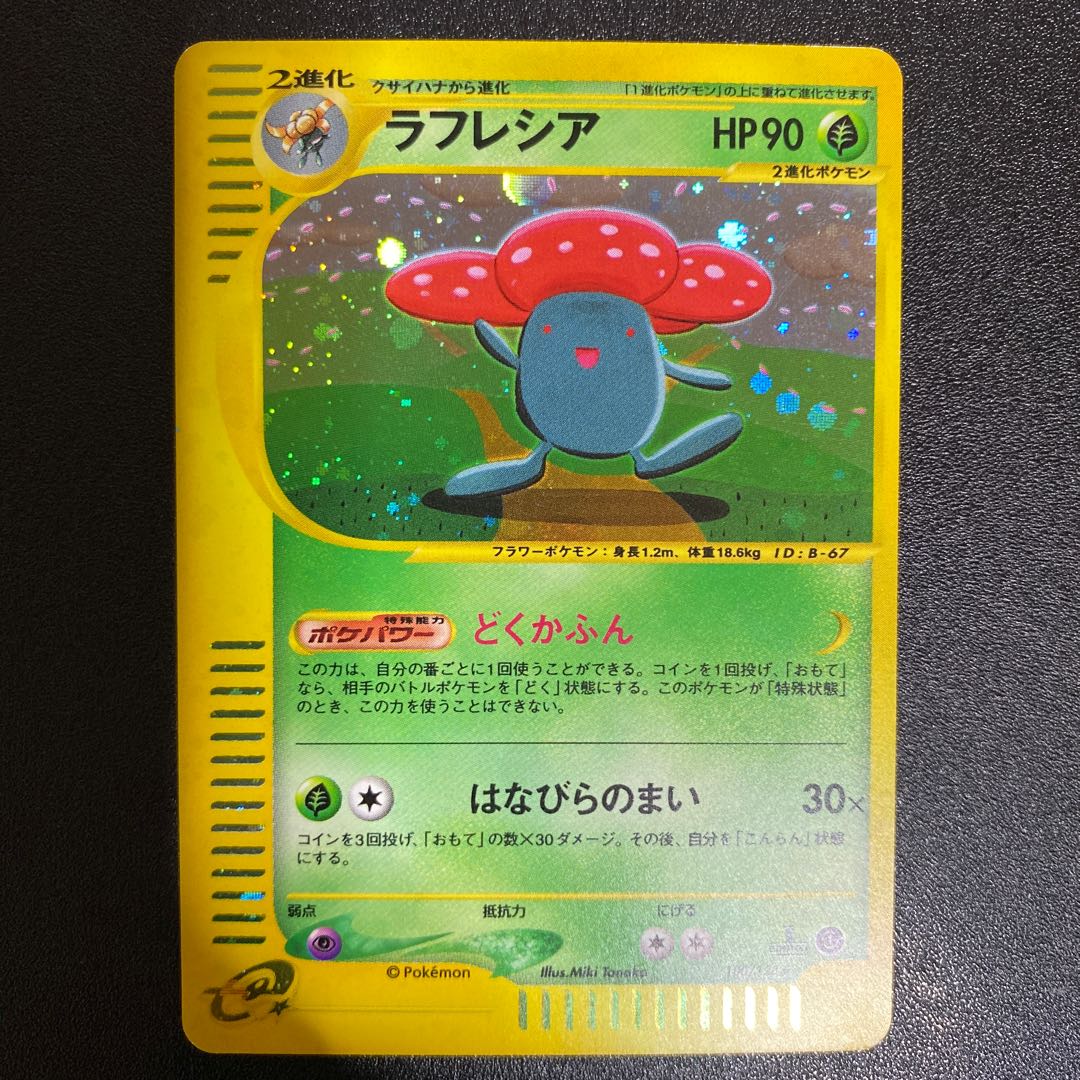 2進化 クサイハナから進化 「1進化ポケモン」の上に重ねて進化させます。
ラフレシア HP90
2進化ポケモン
フラワーポケモン：身長1.2m、体重18.6kg ID：B-67
特殊能力
ポケパワー どくかふん
この力は、自分の番ごとに1回使うことができる。コインを1回投げ、「おもて」
なら、相手のバトルポケモンを「どく」状態にする。このポケモンが「特殊状態」
のとき、この力を使うことはできない。
はなびらのまい 30×
コインを3回投げ、「おもて」の数×30ダメージ。その後、自分を「こんらん」状態
にする。
弱点 抵抗力 にげる
© Pokémon Illus.Miki Tanaka